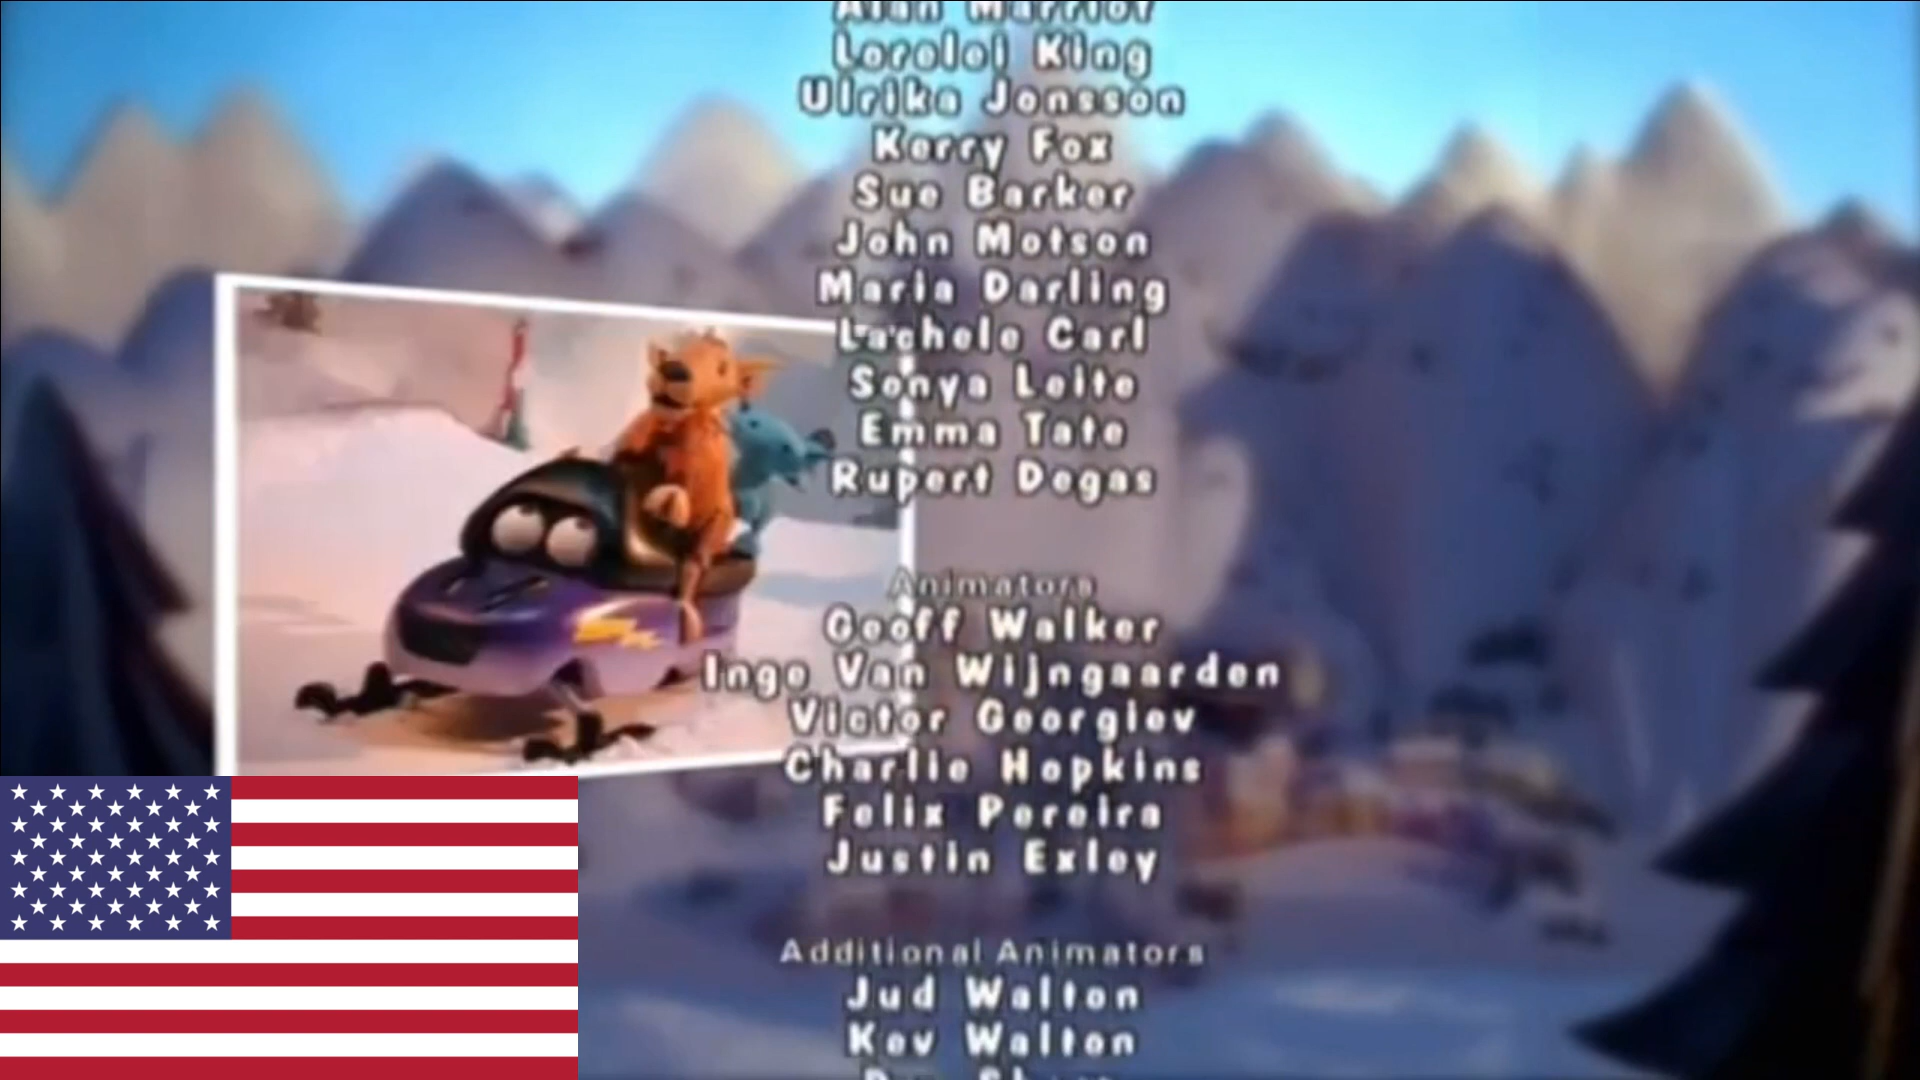 Alan Marriot
Lorelei King
Ulrika Jonsson
Kerry Fox
Sue Barker
John Motson
Maria Darling
Lachele Carl
Sonya Leite
Emma Tate
Rupert Degas
Animators
Geoff Walker
Inge Van Wijngaarden
Victor Georgiev
Charlie Hopkins
Felix Pereira
Justin Exley
Additional Animators
Jud Walton
Kev Walton